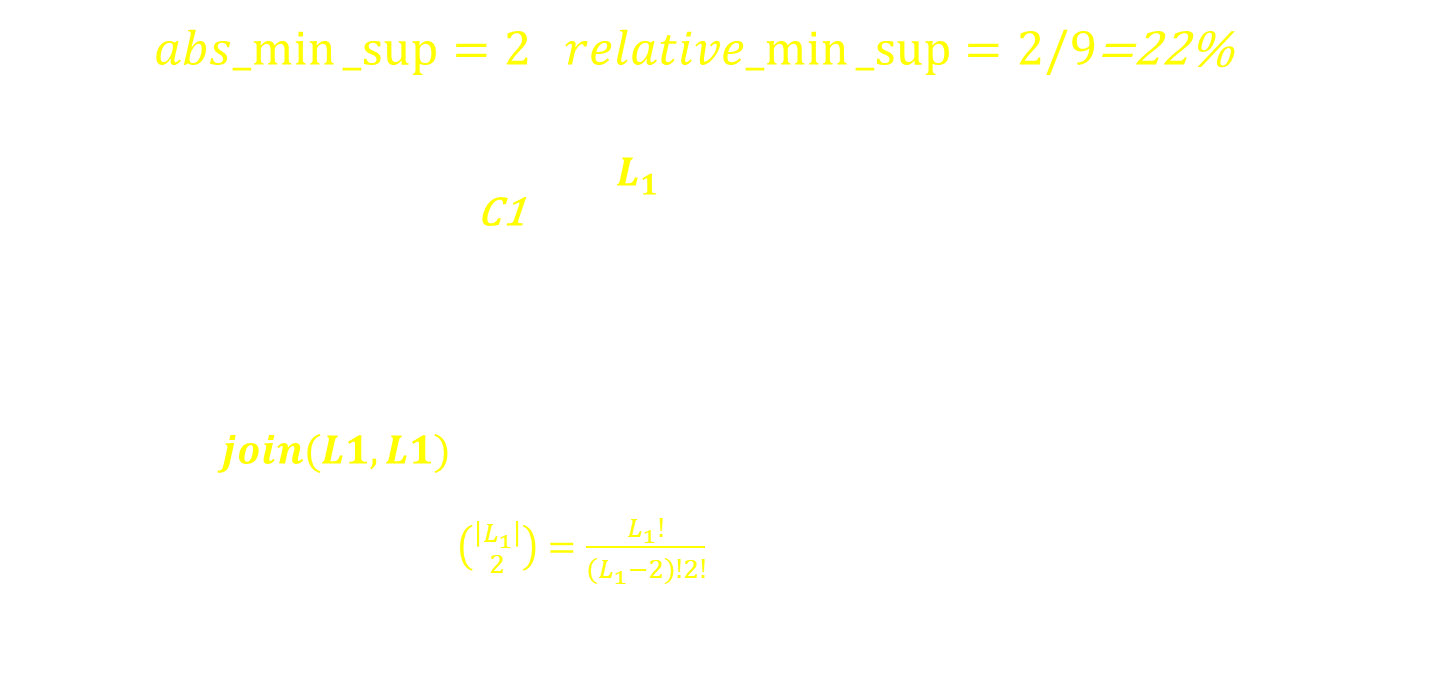 abs_min_sup = 2 relative_min_sup = 2/9=22%
L₁
C1
join(L1, L1)
(|L₁| 2) = L₁! / (L₁−2)!2!